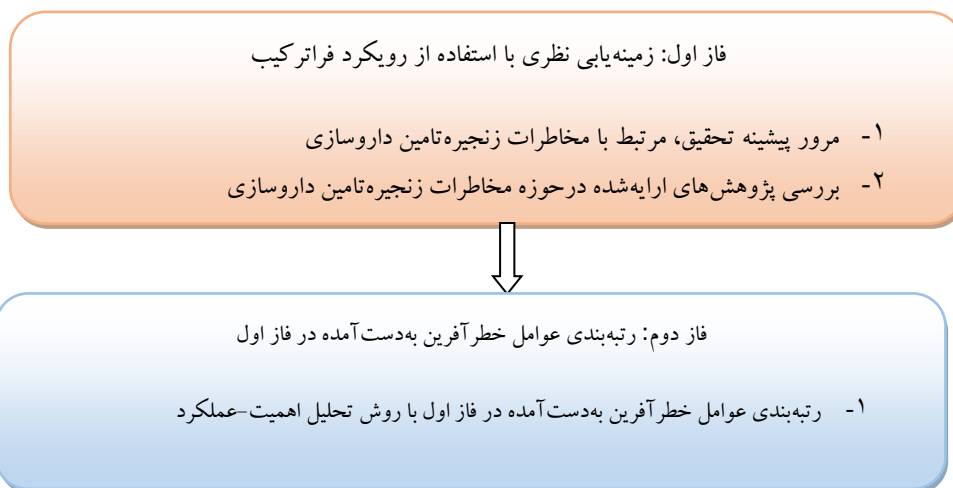 فاز اول: زمینه‌یابی نظری با استفاده از رویکرد فراترکیب
۱- مرور پیشینه تحقیق، مرتبط با مخاطرات زنجیره‌تامین داروسازی
۲- بررسی پژوهش‌های ارایه‌شده درحوزه مخاطرات زنجیره‌تامین داروسازی
فاز دوم: رتبه‌بندی عوامل خطرآفرین به‌دست‌آمده در فاز اول
۱- رتبه‌بندی عوامل خطرآفرین به‌دست‌آمده در فاز اول با روش تحلیل اهمیت-عملکرد